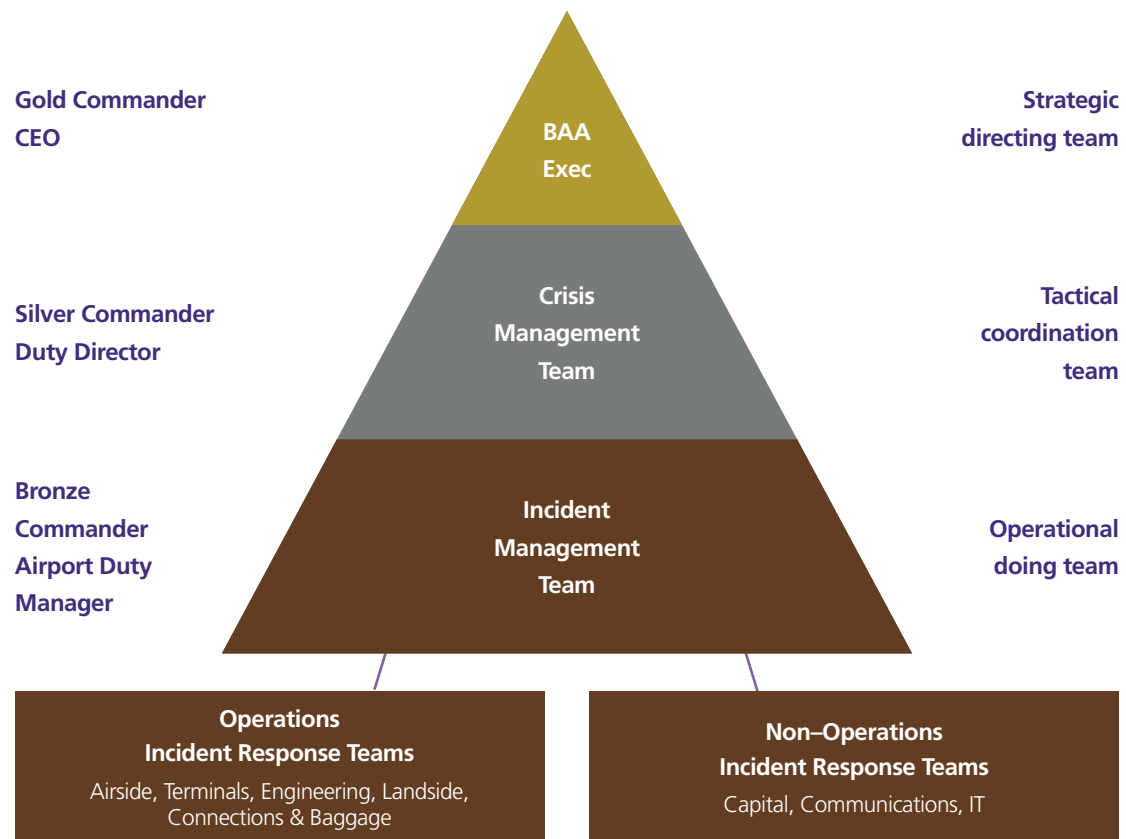 Gold Commander
CEO
BAA
Exec
Strategic
directing team
Silver Commander
Duty Director
Crisis
Management
Team
Tactical
coordination
team
Bronze
Commander
Airport Duty
Manager
Incident
Management
Team
Operational
doing team
Operations
Incident Response Teams
Airside, Terminals, Engineering, Landside,
Connections & Baggage
Non–Operations
Incident Response Teams
Capital, Communications, IT